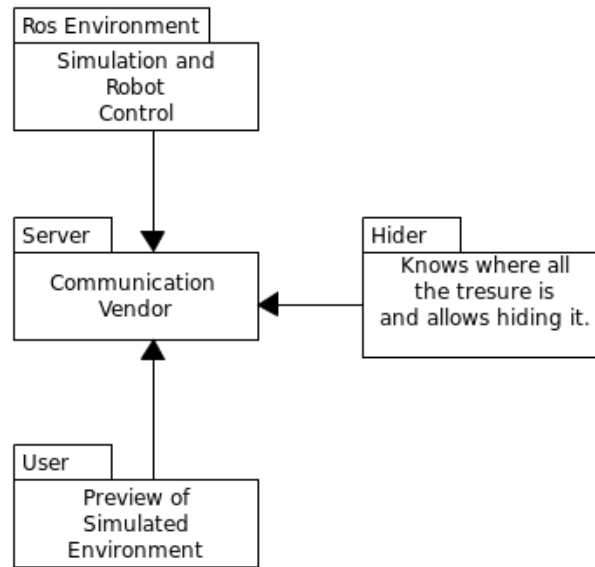 Ros Environment
Simulation and
Robot
Control
Server
Communication
Vendor
Hider
Knows where all
the tresure is
and allows hiding it.
User
Preview of
Simulated
Environment